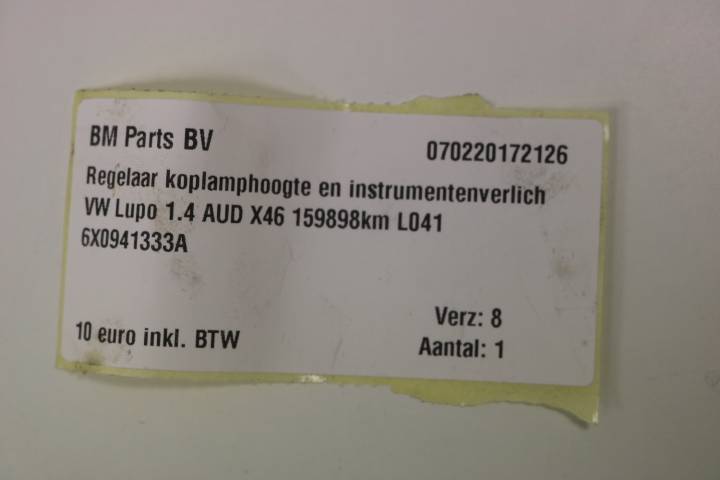 BM Parts BV 070220172126
Regelaar koplamphoogte en instrumentenverlich
VW Lupo 1.4 AUD X46 159898km L041
6X0941333A
Verz: 8
10 euro inkl. BTW Aantal: 1